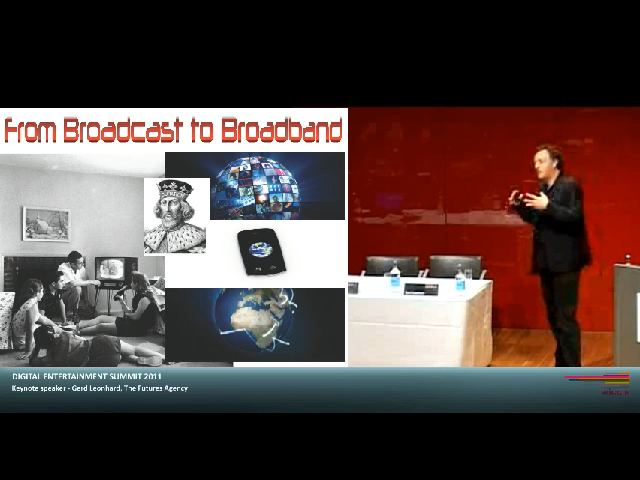 From Broadcast to Broadband
DIGITAL ENTERTAINMENT SUMMIT 2011
Keynote speaker - Gerd Leonhard, The Futures Agency